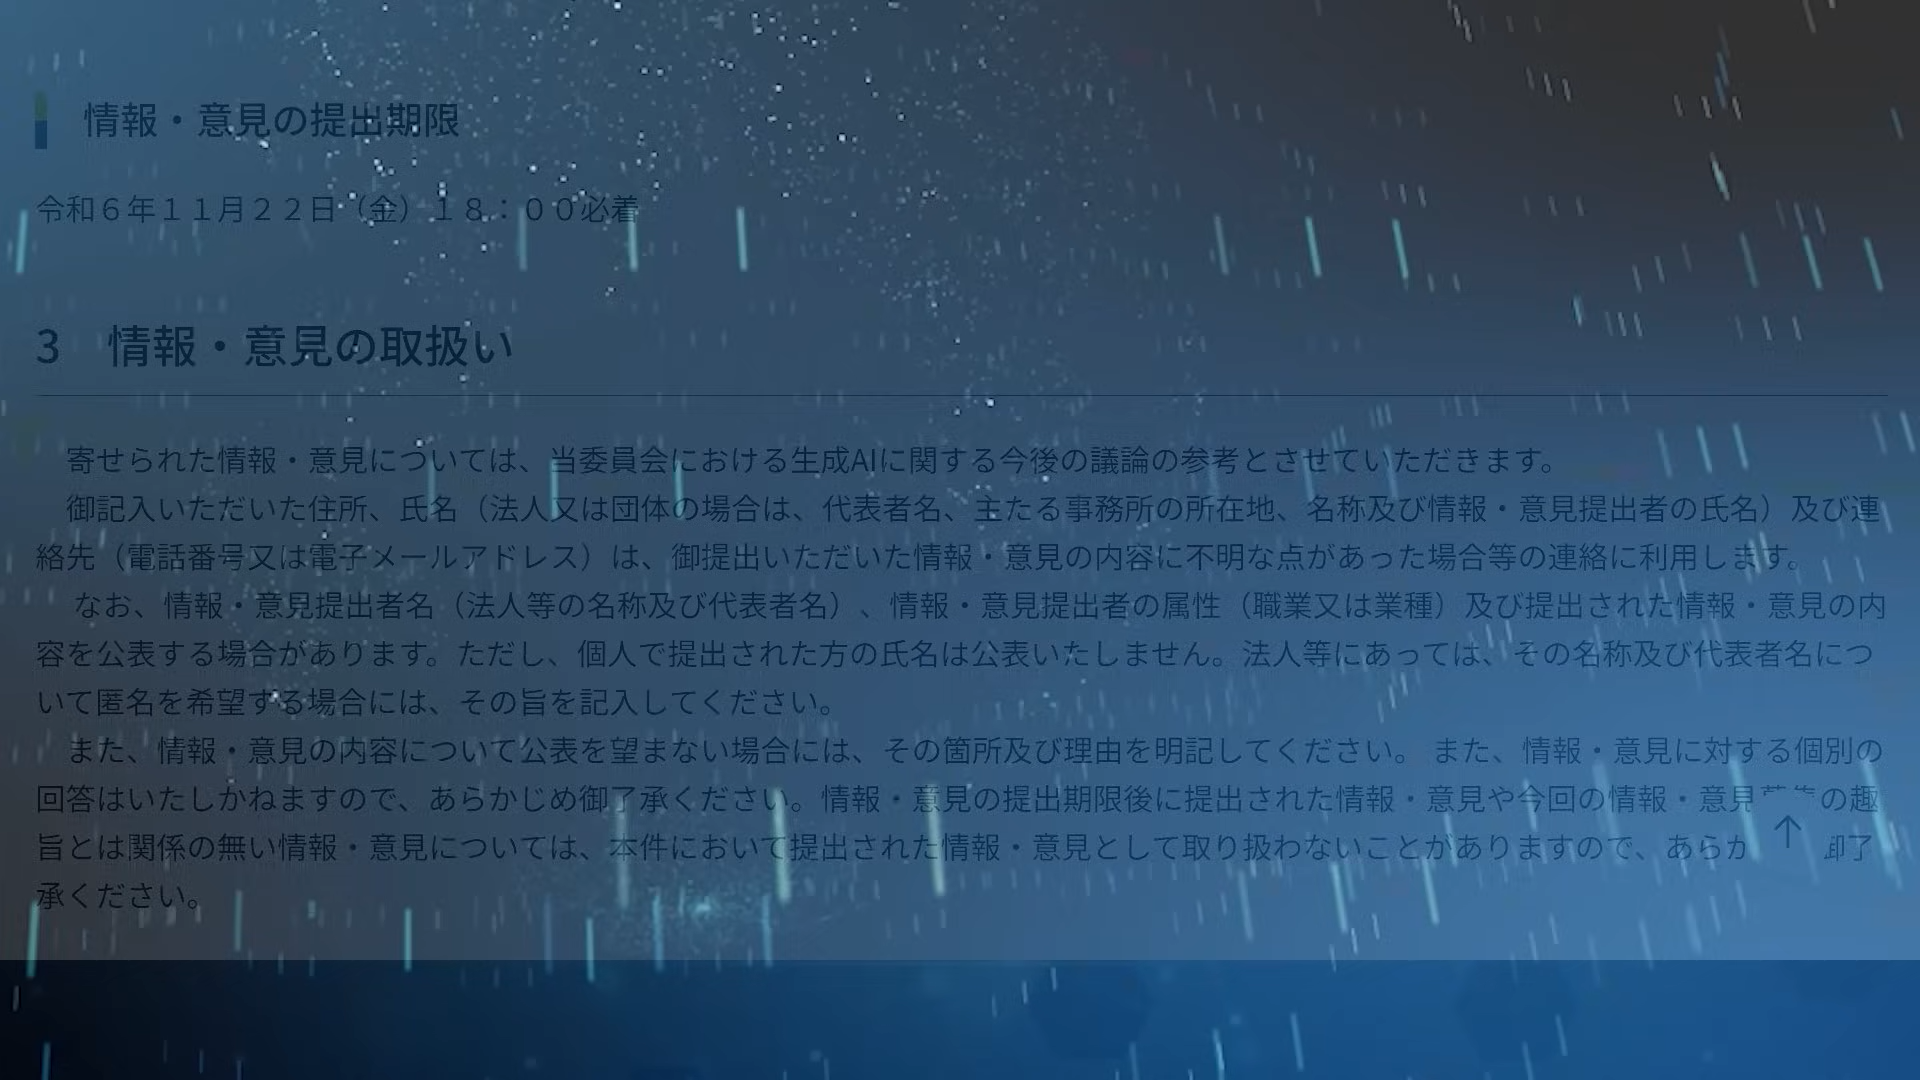 情報・意見の提出期限
令和６年１１月２２日（金）１８：００必着
3　情報・意見の取扱い
寄せられた情報・意見については、当委員会における生成AIに関する今後の議論の参考とさせていただきます。
御記入いただいた住所、氏名（法人又は団体の場合は、代表者名、主たる事務所の所在地、名称及び情報・意見提出者の氏名）及び連
絡先（電話番号又は電子メールアドレス）は、御提出いただいた情報・意見の内容に不明な点があった場合等の連絡に利用します。
なお、情報・意見提出者名（法人等の名称及び代表者名）、情報・意見提出者の属性（職業又は業種）及び提出された情報・意見の内
容を公表する場合があります。ただし、個人で提出された方の氏名は公表いたしません。法人等にあっては、その名称及び代表者名につ
いて匿名を希望する場合には、その旨を記入してください。
また、情報・意見の内容について公表を望まない場合には、その箇所及び理由を明記してください。 また、情報・意見に対する個別の
回答はいたしかねますので、あらかじめ御了承ください。情報・意見の提出期限後に提出された情報・意見や今回の情報・意見募集の趣
旨とは関係の無い情報・意見については、本件において提出された情報・意見として取り扱わないことがありますので、あらか 御了
承ください。